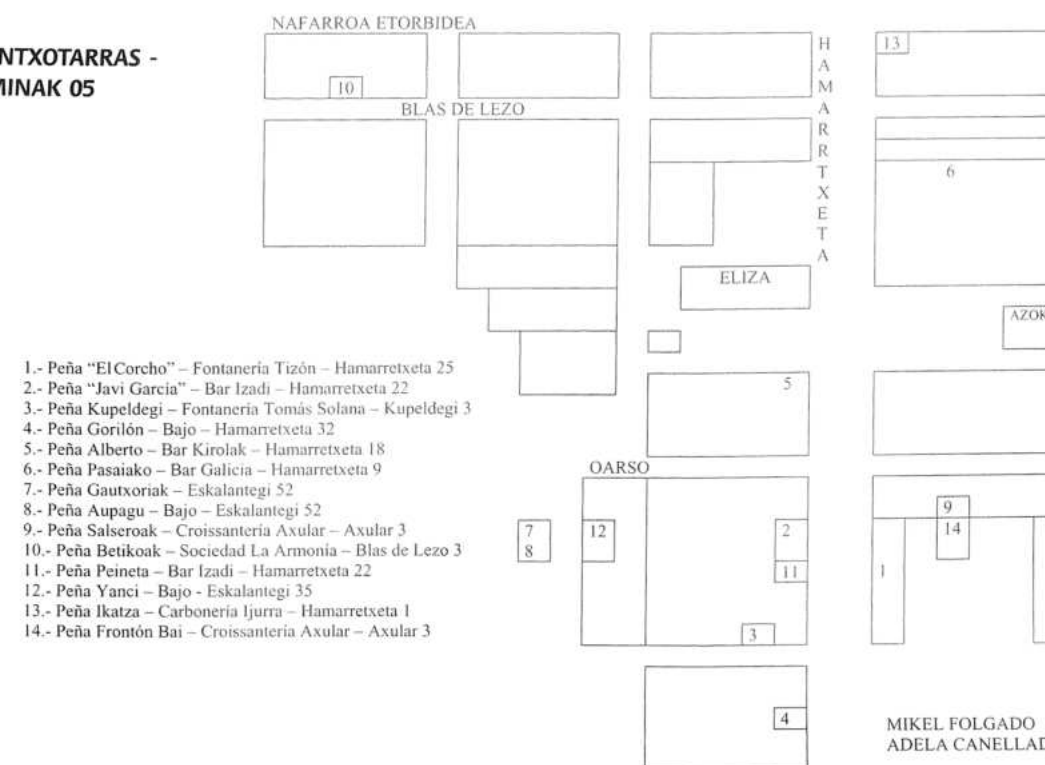 NTXOTARRAS -
MINAK 05
NAFARROA ETORBIDEA
10
BLAS DE LEZO
HAMARRTXETA
13
6
ELIZA
AZOK
5
1.- Peña “El Corcho” – Fontanería Tizón – Hamarretxeta 25
2.- Peña “Javi García” – Bar Izadi – Hamarretxeta 22
3.- Peña Kupeldegi – Fontanería Tomás Solana – Kupeldegi 3
4.- Peña Gorilón – Bajo – Hamarretxeta 32
5.- Peña Alberto – Bar Kirolak – Hamarretxeta 18
6.- Peña Pasaiako – Bar Galicia – Hamarretxeta 9
7.- Peña Gautxoriak – Eskalantegi 52
8.- Peña Aupagu – Bajo – Eskalantegi 52
9.- Peña Salseroak – Croissantería Axular – Axular 3
10.- Peña Betikoak – Sociedad La Armonía – Blas de Lezo 3
11.- Peña Peineta – Bar Izadi – Hamarretxeta 22
12.- Peña Yanci – Bajo - Eskalantegi 35
13.- Peña Ikatza – Carbonería Ijurra – Hamarretxeta 1
14.- Peña Frontón Bai – Croissantería Axular – Axular 3
OARSO
7
8
12
2
11
3
4
9
14
1
MIKEL FOLGADO
ADELA CANELLAD